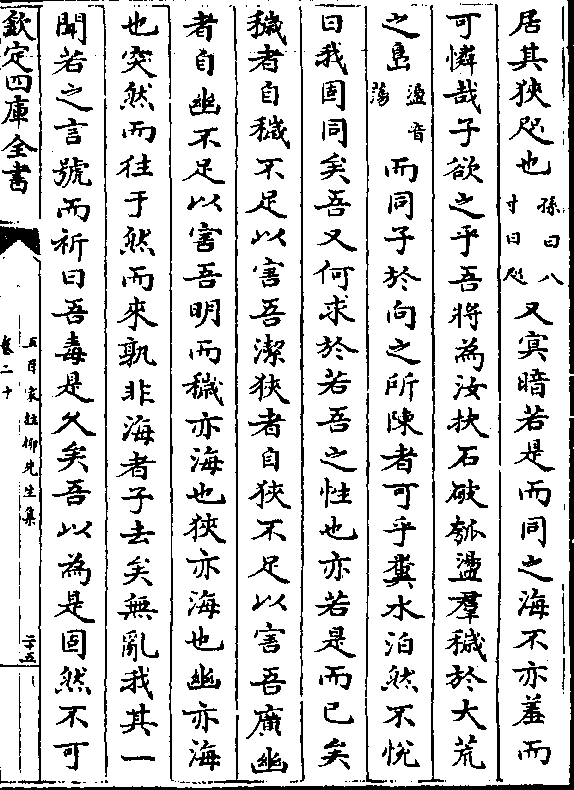 居其狹咫也孫曰八寸曰咫又冥暗若是而同之海不亦羞而
可憐哉子欲之乎吾將為汝抉石破瓠盪羣穢於大荒
之島盪音蕩而同子於向之所陳者可乎糞水泊然不悅
曰我固同矣吾又何求於若吾之性也亦若是而已矣
穢者自穢不足以害吾潔狹者自狹不足以害吾廣幽
者自幽不足以害吾明而穢亦海也狹亦海也幽亦海
也突然而往于然而來孰非海者子去矣無亂我其一
聞若之言號而祈曰吾毒是久矣吾以為是固然不可
欽定四庫全書
五百家註柳先生集
卷二十
二十五